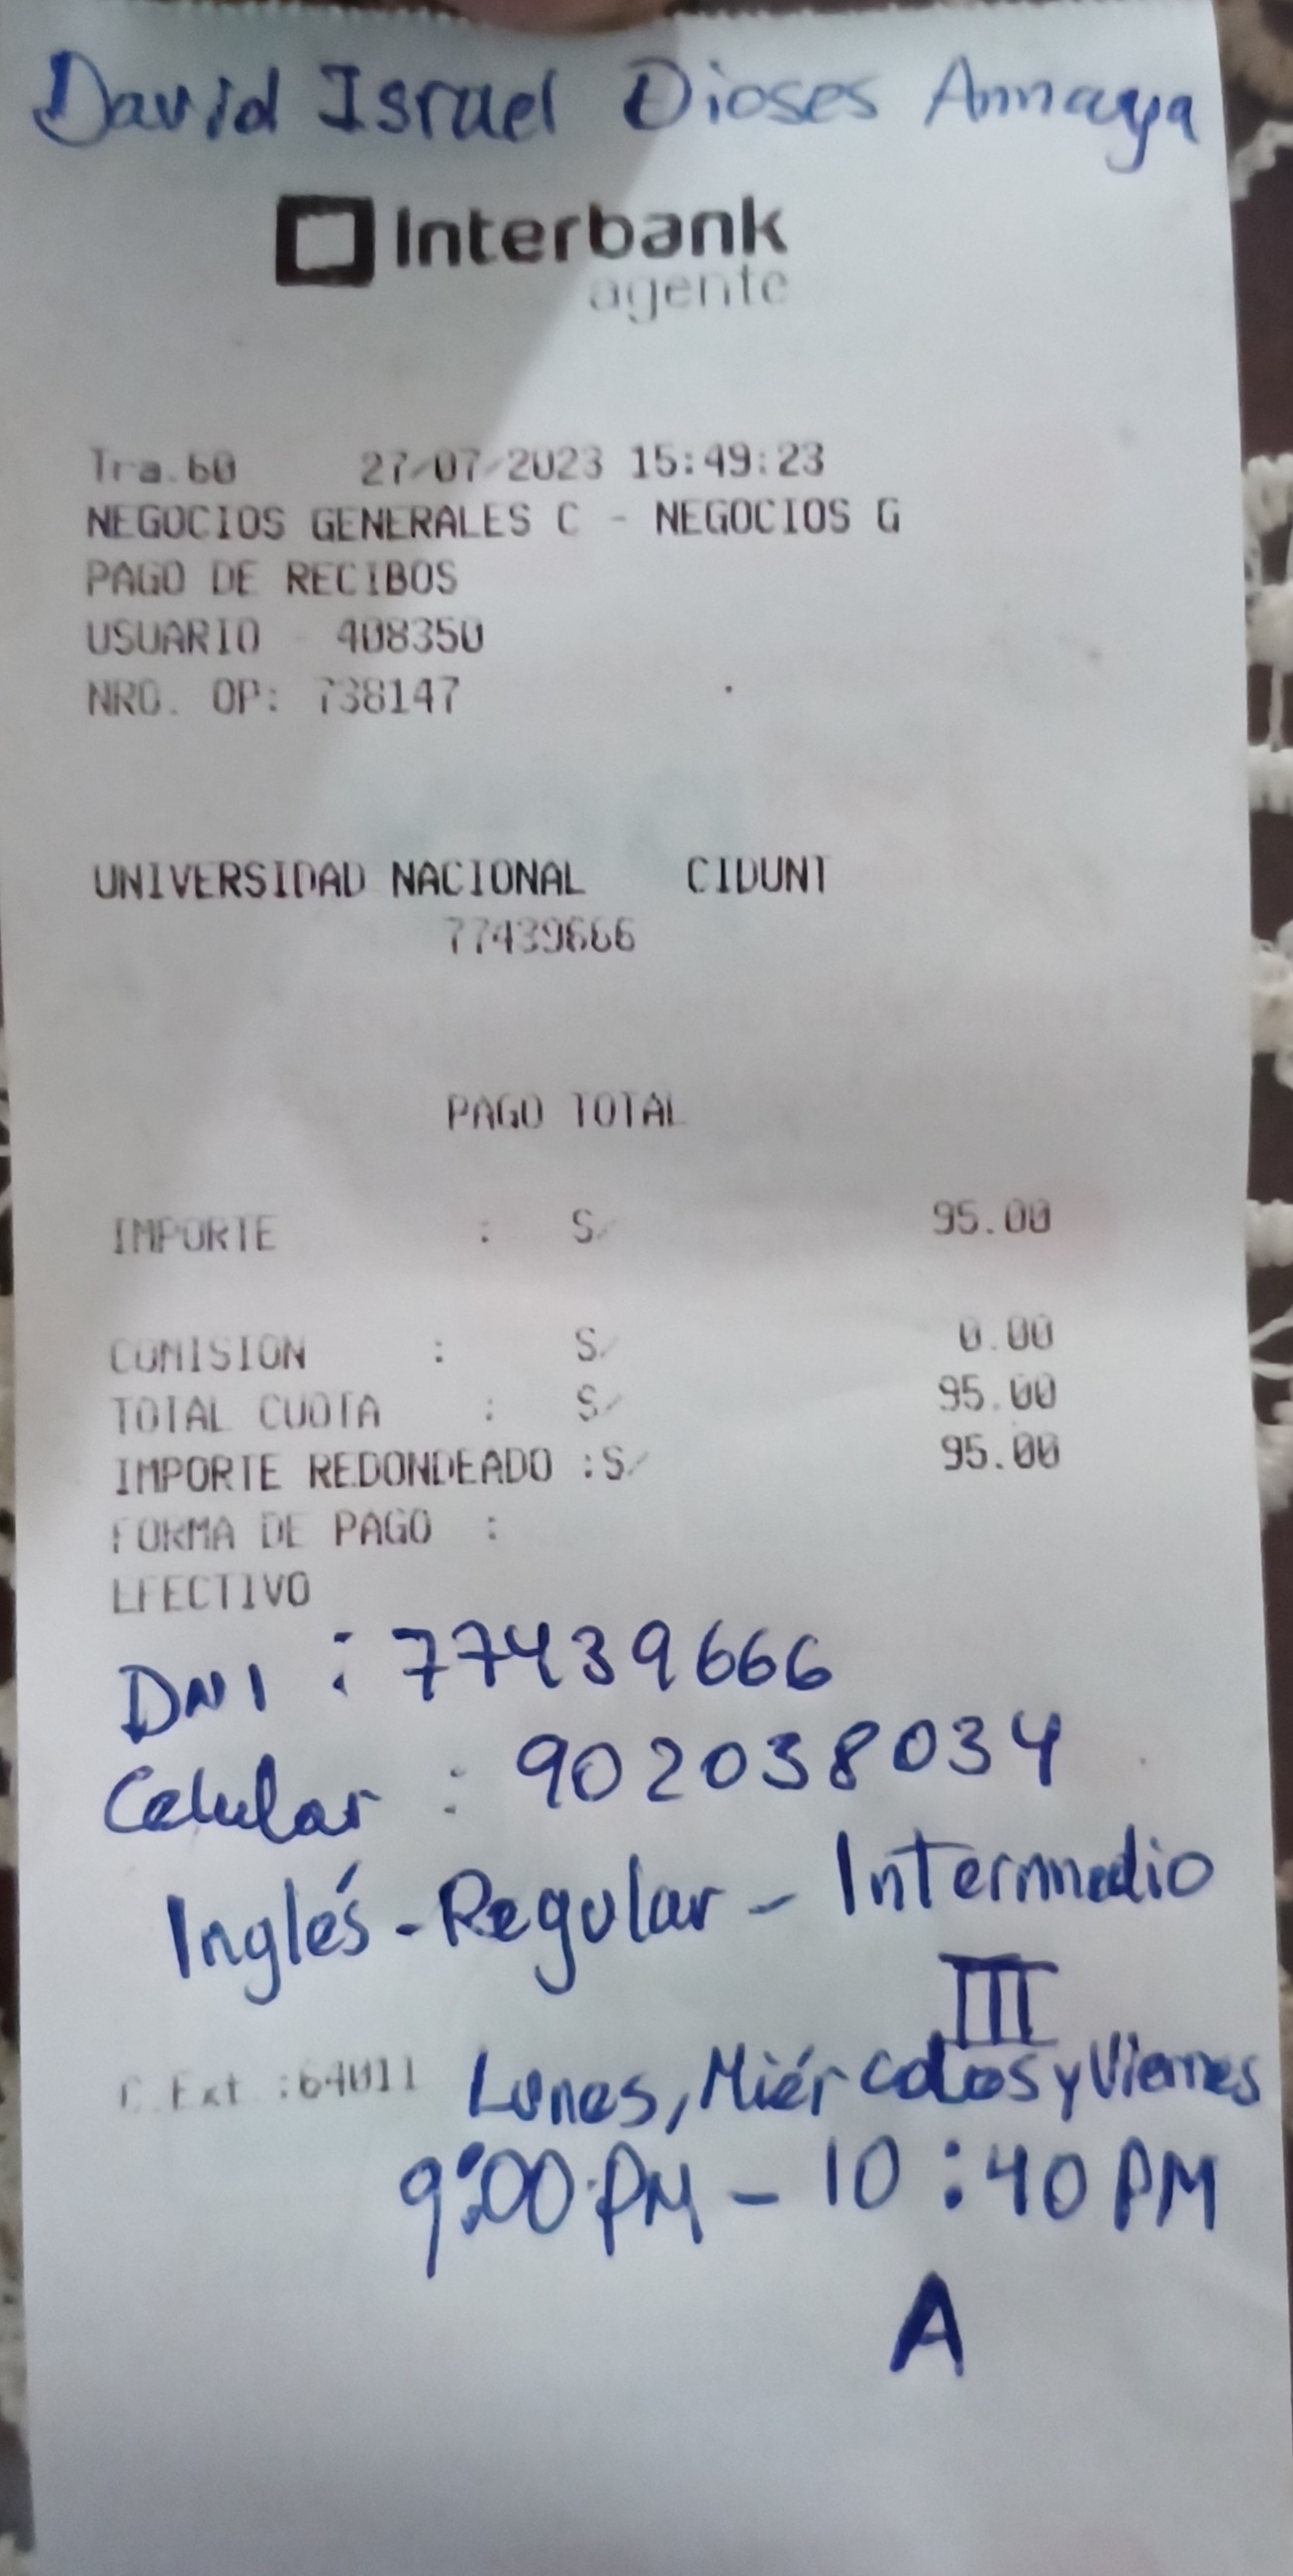 David Israel Dioses Amaya
Interbank
agente
Tra.60 27/07/2023 15:49:23
NEGOCIOS GENERALES C - NEGOCIOS G
PAGO DE RECIBOS
USUARIO - 408350
NRO. OP: 738147
UNIVERSIDAD NACIONAL CIDUNT
77439666
PAGO TOTAL
IMPORTE : S/ 95.00
COMISION : S/ 0.00
TOTAL CUOTA : S/ 95.00
IMPORTE REDONDEADO :S/ 95.00
FORMA DE PAGO :
EFECTIVO
DNI : 77439666
Celular : 902038034
Inglés - Regular - Intermedio
III
C.Ext.:64011 Lunes, Miércoles y Viernes
9:00 PM - 10:40 PM
A